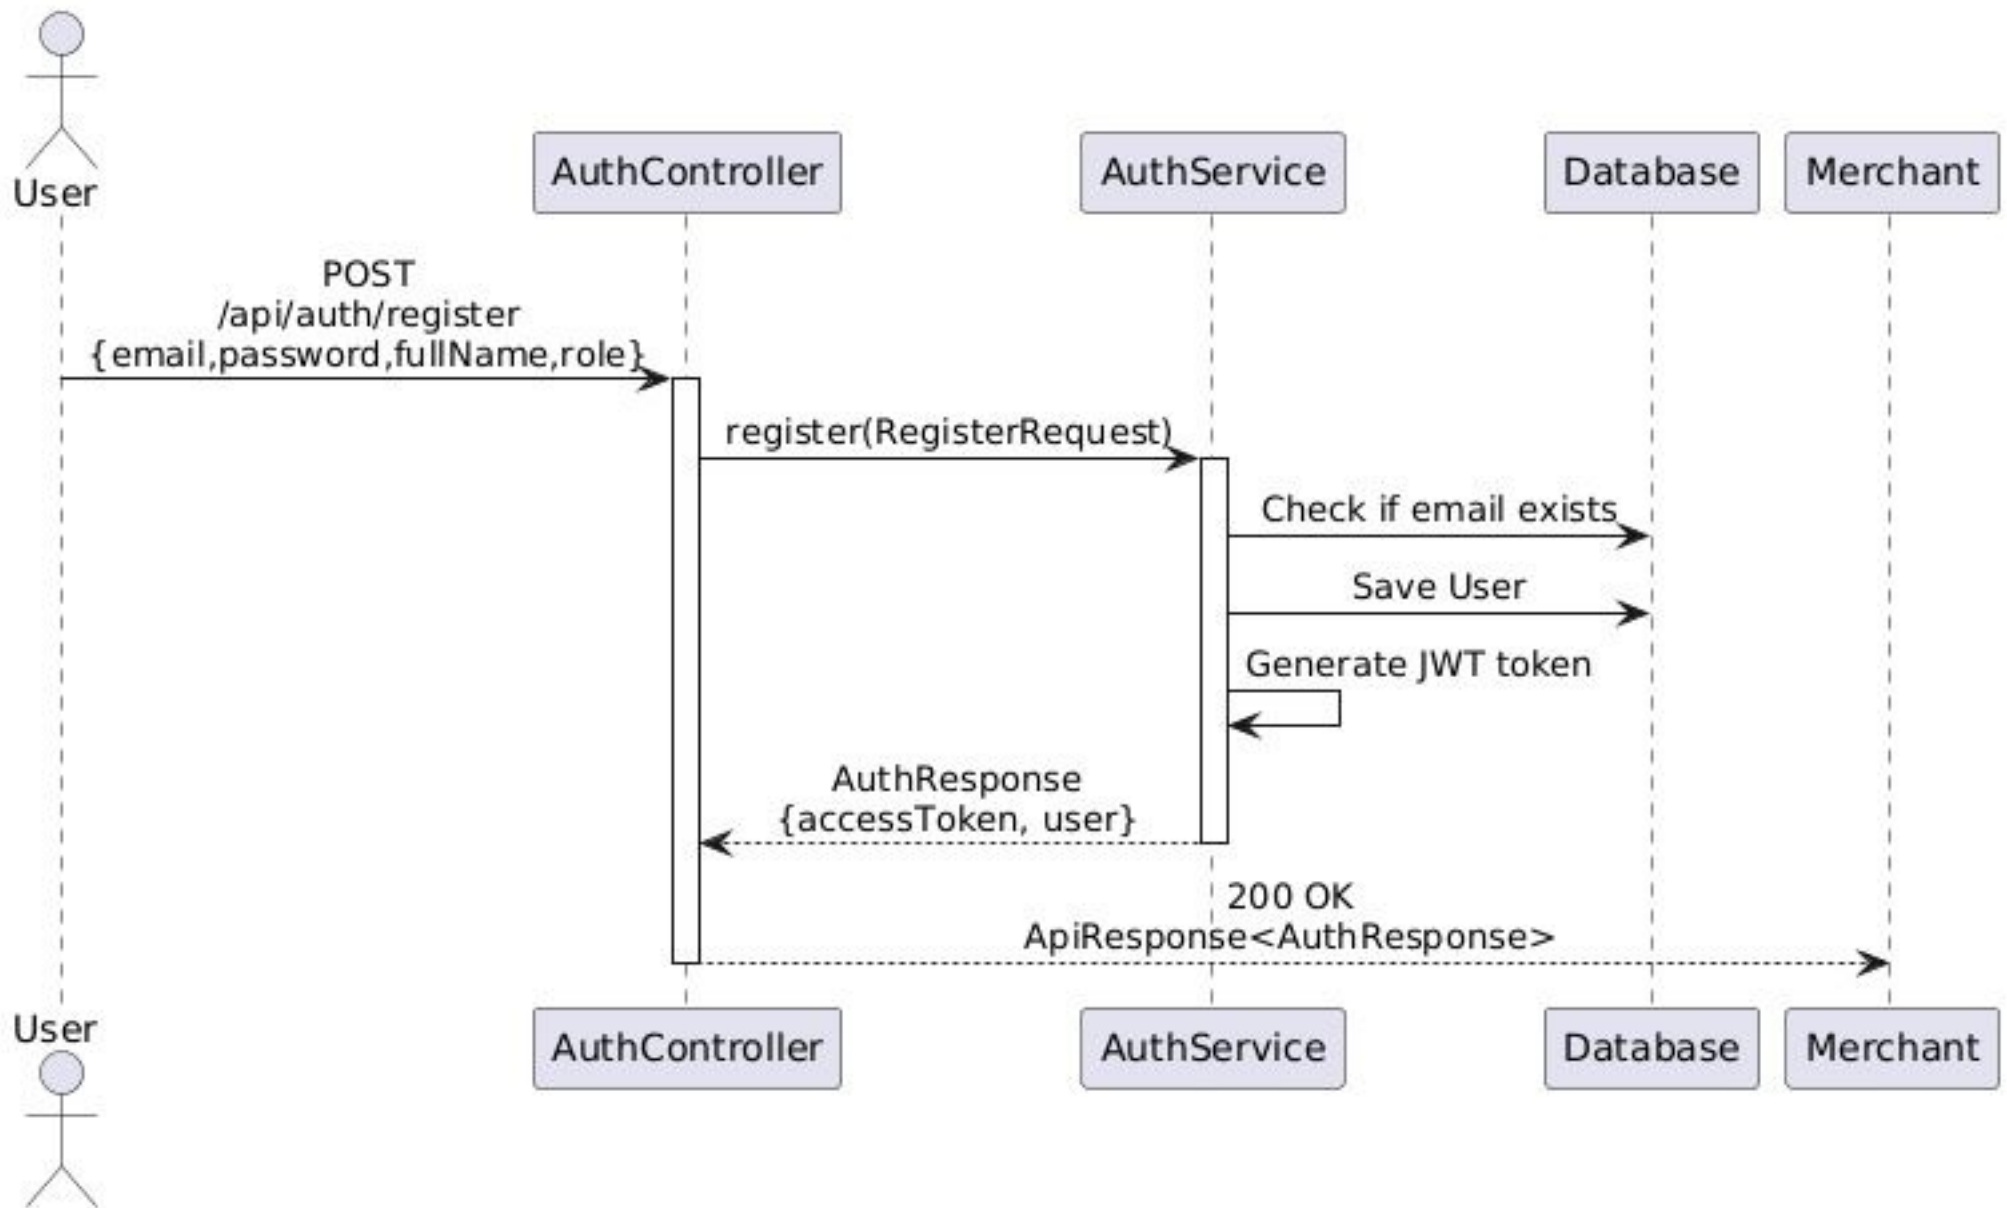 User
AuthController
AuthService
Database
Merchant
POST
/api/auth/register
{email,password,fullName,role}
register(RegisterRequest)
Check if email exists
Save User
Generate JWT token
AuthResponse
{accessToken, user}
200 OK
ApiResponse<AuthResponse>
User
AuthController
AuthService
Database
Merchant